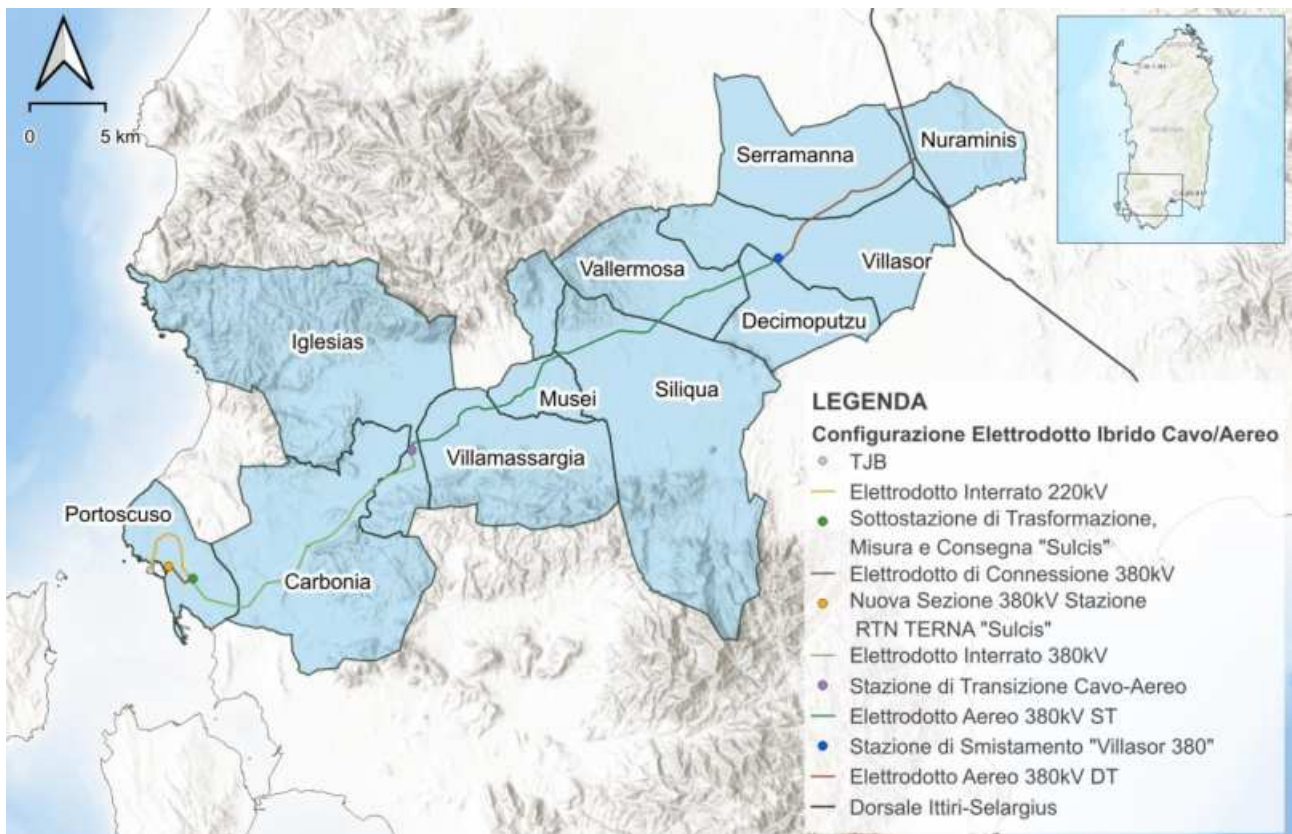 0 5 km
Serramanna
Nuraminis
Vallermosa
Villasor
Decimoputzu
Iglesias
Musei
Siliqua
Villamassargia
Portoscuso
Carbonia
LEGENDA
Configurazione Elettrodotto Ibrido Cavo/Aereo
TJB
Elettrodotto Interrato 220kV
Sottostazione di Trasformazione,
Misura e Consegna "Sulcis"
Elettrodotto di Connessione 380kV
Nuova Sezione 380kV Stazione
RTN TERNA "Sulcis"
Elettrodotto Interrato 380kV
Stazione di Transizione Cavo-Aereo
Elettrodotto Aereo 380kV ST
Stazione di Smistamento "Villasor 380"
Elettrodotto Aereo 380kV DT
Dorsale Ittiri-Selargius